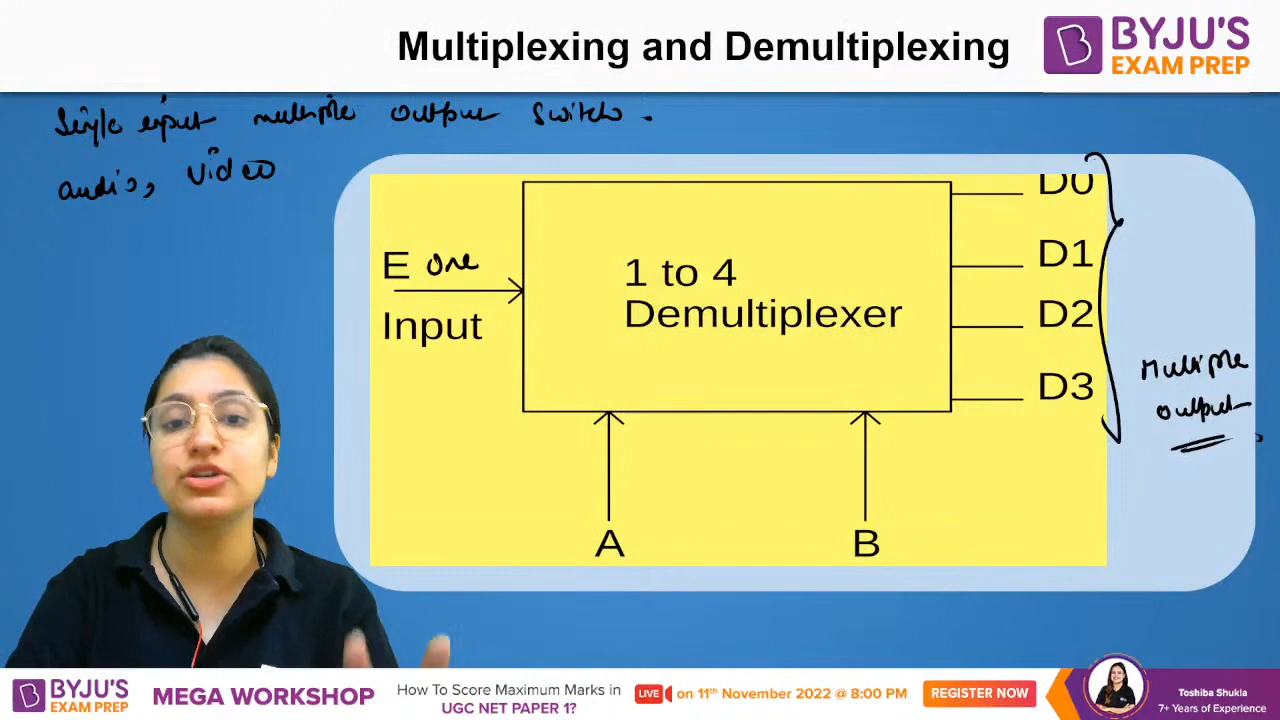 Multiplexing and Demultiplexing
BYJU'S
EXAM PREP
Single input multiple output switch.
audio, video
D0
D1
D2
D3
E one
Input
1 to 4
Demultiplexer
A
B
Multiple
output
BYJU'S
EXAM PREP
MEGA WORKSHOP
How To Score Maximum Marks in
UGC NET PAPER 1?
LIVE
on 11th November 2022 @ 8:00 PM
REGISTER NOW
Toshiba Shukla
7+ Years of Experience